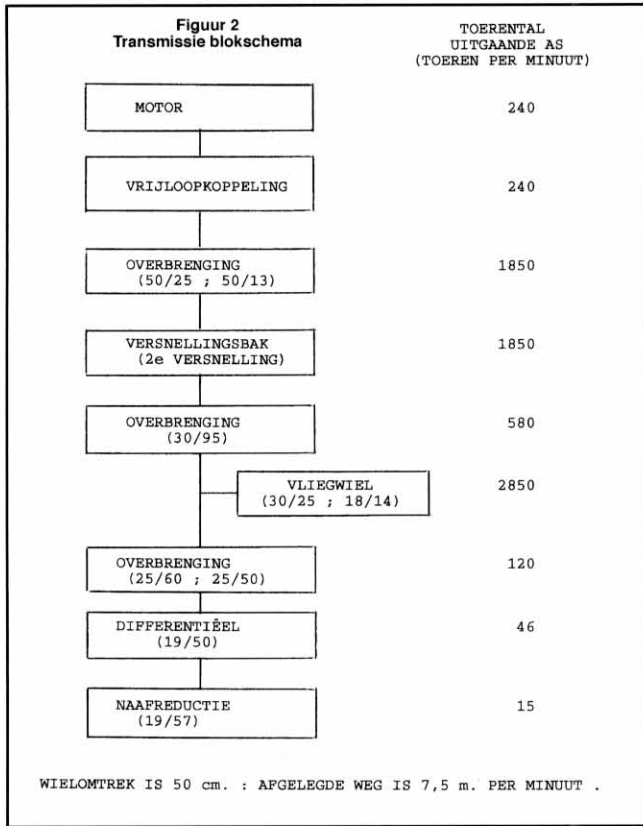 Figuur 2
Transmissie blokschema
TOERENTAL
UITGAANDE AS
(TOEREN PER MINUUT)
MOTOR 240
VRIJLOOPKOPPELING 240
OVERBRENGING 1850
(50/25 ; 50/13)
VERSNELLINGSBAK 1850
(2e VERSNELLING)
OVERBRENGING 580
(30/95)
VLIEGWIEL 2850
(30/25 ; 18/14)
OVERBRENGING 120
(25/60 ; 25/50)
DIFFERENTIËEL 46
(19/50)
NAAFREDUCTIE 15
(19/57)
WIELOMTREK IS 50 cm. : AFGELEGDE WEG IS 7,5 m. PER MINUUT .